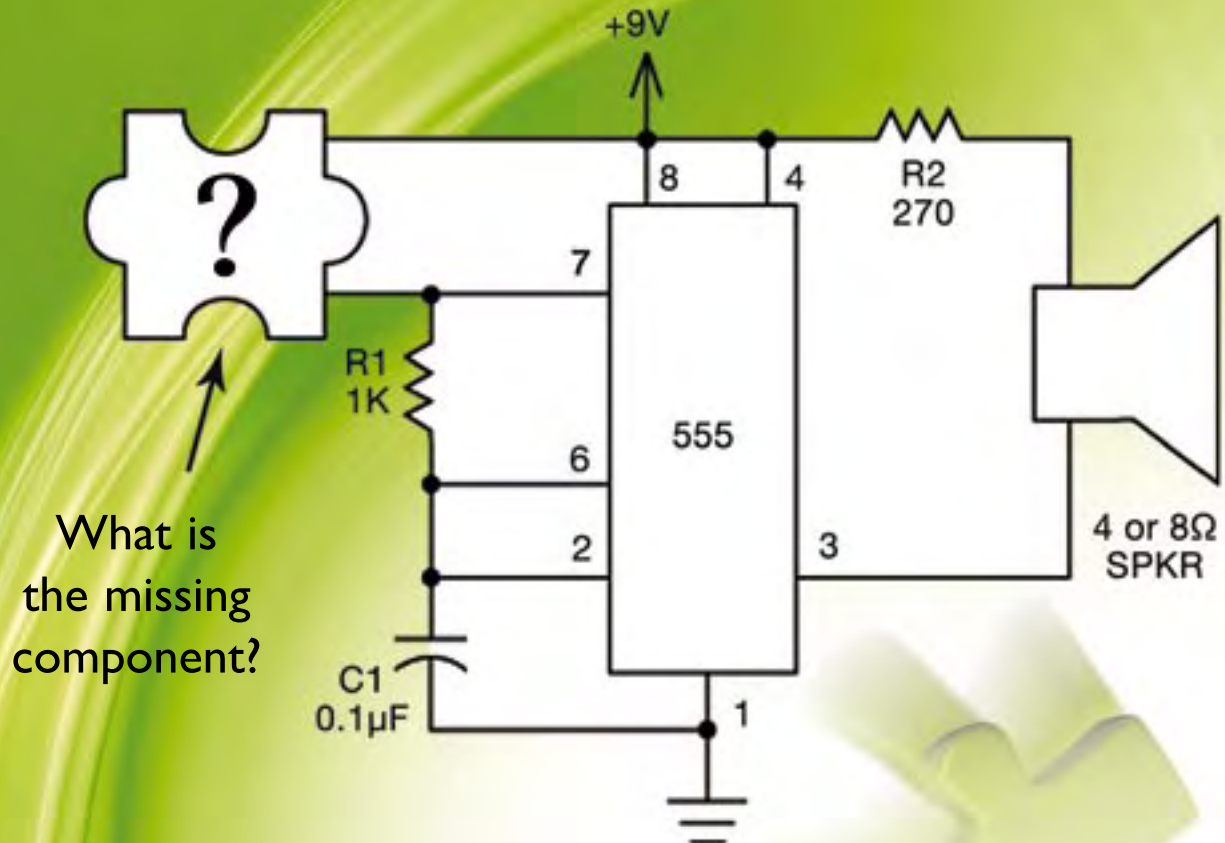 +9V
?
8
4
R2
270
7
R1
1K
555
6
2
3
4 or 8Ω
SPKR
What is
the missing
component?
C1
0.1µF
1